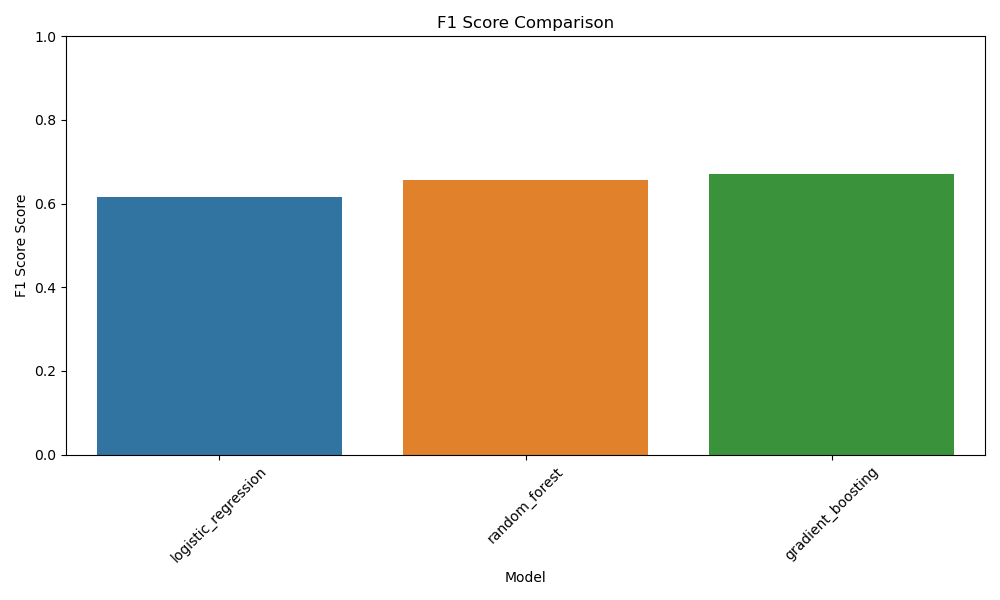 F1 Score Comparison
1.0
0.8
0.6
0.4
0.2
0.0
F1 Score Score
logistic_regression
random_forest
gradient_boosting
Model